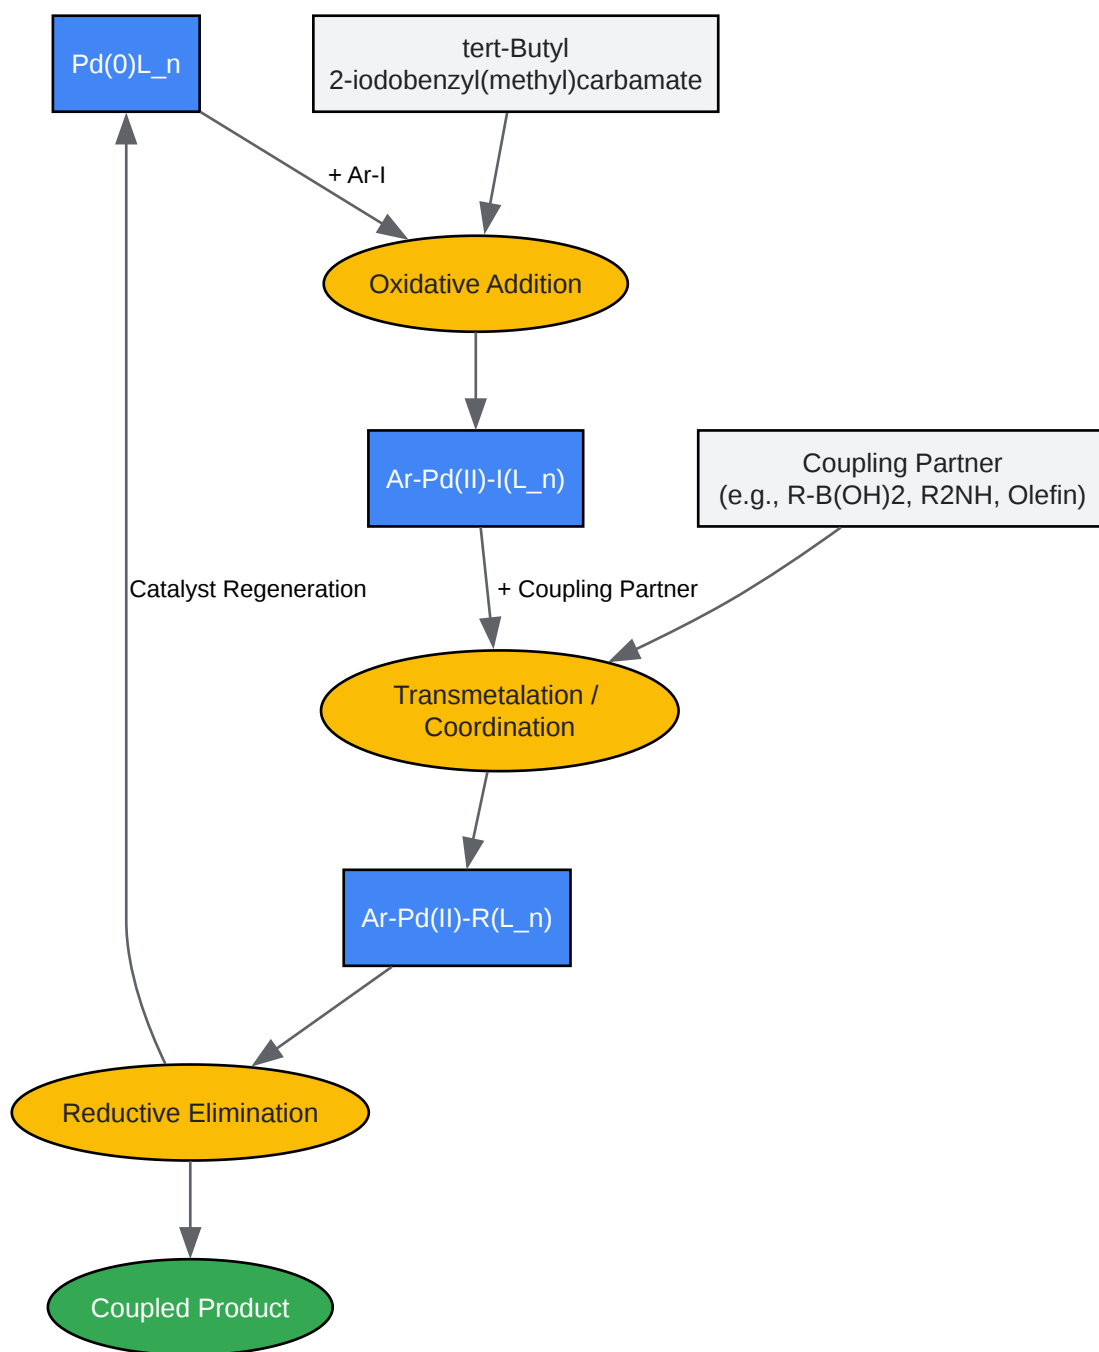 Pd(0)L_n
tert-Butyl
2-iodobenzyl(methyl)carbamate
+ Ar-I
Oxidative Addition
Ar-Pd(II)-I(L_n)
Coupling Partner
(e.g., R-B(OH)2, R2NH, Olefin)
Catalyst Regeneration
+ Coupling Partner
Transmetalation /
Coordination
Ar-Pd(II)-R(L_n)
Reductive Elimination
Coupled Product